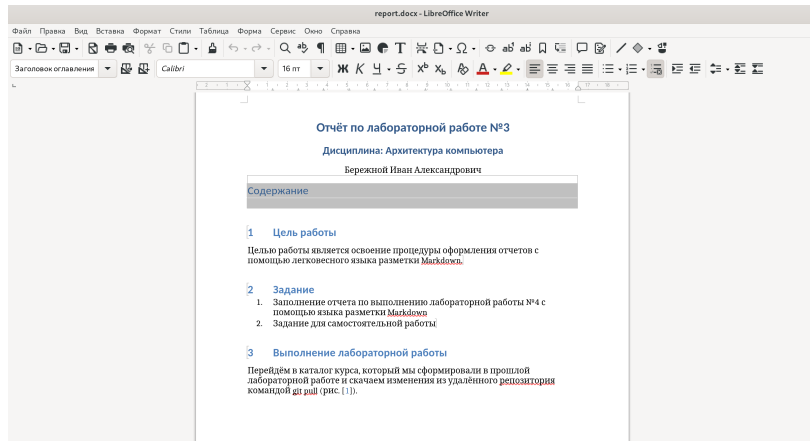 report.docx - LibreOffice Writer
Файл Правка Вид Вставка Формат Стили Таблица Форма Сервис Окно Справка
Заголовок оглавления Calibri 16 пт
Отчёт по лабораторной работе №3
Дисциплина: Архитектура компьютера
Бережной Иван Александрович
Содержание
1 Цель работы
Целью работы является освоение процедуры оформления отчетов с
помощью легковесного языка разметки Markdown.
2 Задание
1. Заполнение отчета по выполнению лабораторной работы №4 с
помощью языка разметки Markdown
2. Задание для самостоятельной работы
3 Выполнение лабораторной работы
Перейдём в каталог курса, который мы сформировали в прошлой
лабораторной работе и скачаем изменения из удалённого репозитория
командой git pull (рис. [1]).